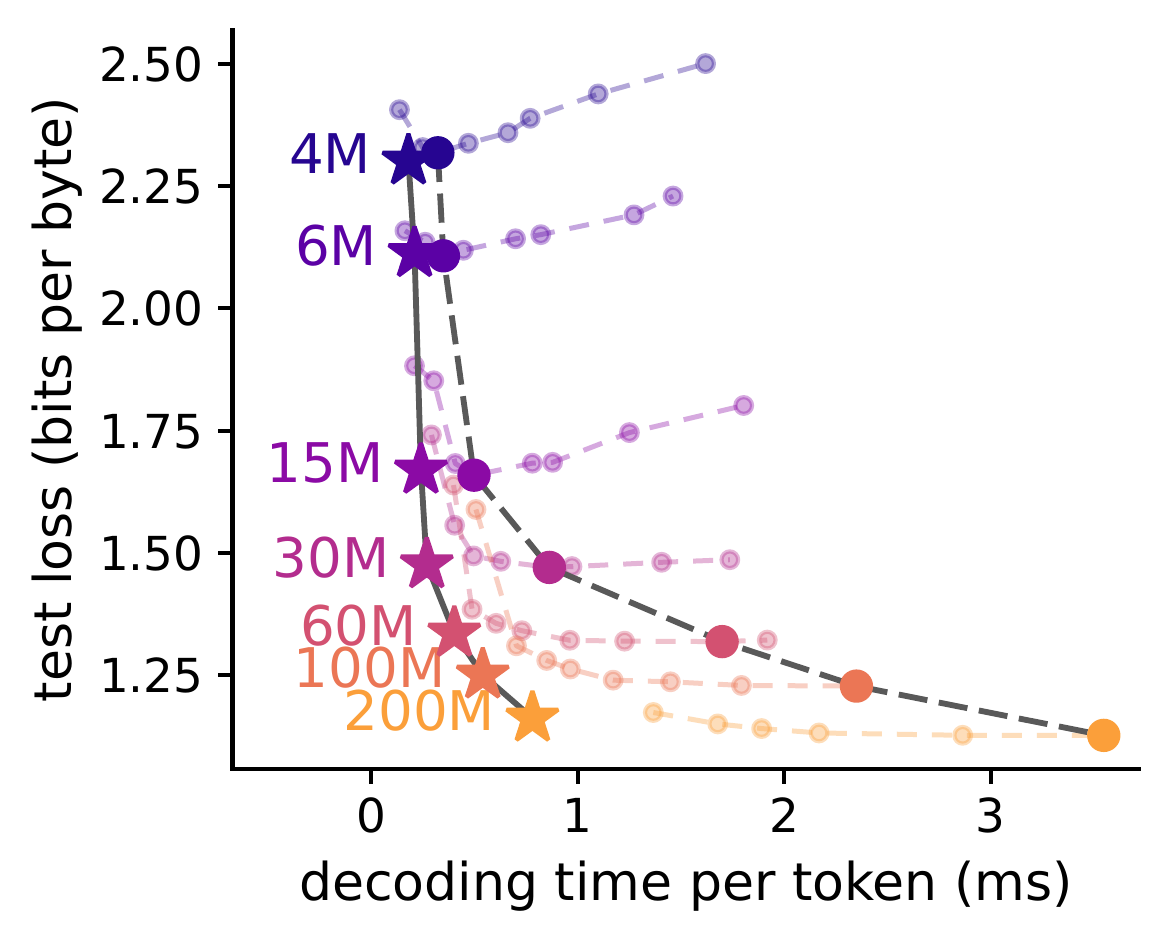 2.50
2.25
2.00
1.75
1.50
1.25
test loss (bits per byte)
4M
6M
15M
30M
60M
100M
200M
0 1 2 3
decoding time per token (ms)